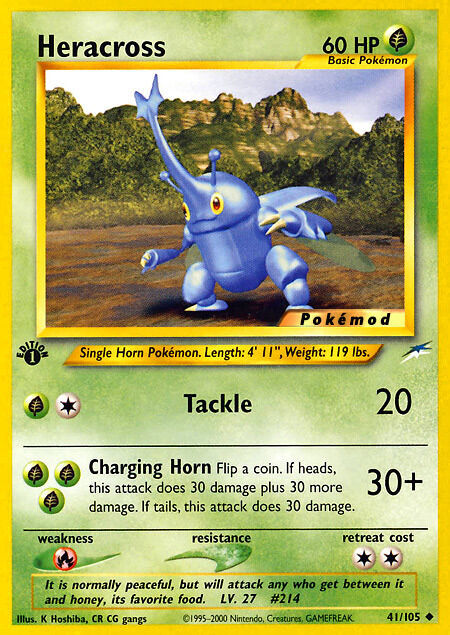 Heracross
60 HP
Basic Pokémon
Pokémod
EDITION
1
Single Horn Pokémon. Length: 4' 11", Weight: 119 lbs.
Tackle 20
Charging Horn Flip a coin. If heads,
this attack does 30 damage plus 30 more
damage. If tails, this attack does 30 damage.
30+
weakness resistance retreat cost
It is normally peaceful, but will attack any who get between it
and honey, its favorite food. LV. 27 #214
Illus. K Hoshiba, CR CG gangs ©1995-2000 Nintendo, Creatures, GAMEFREAK. 41/105